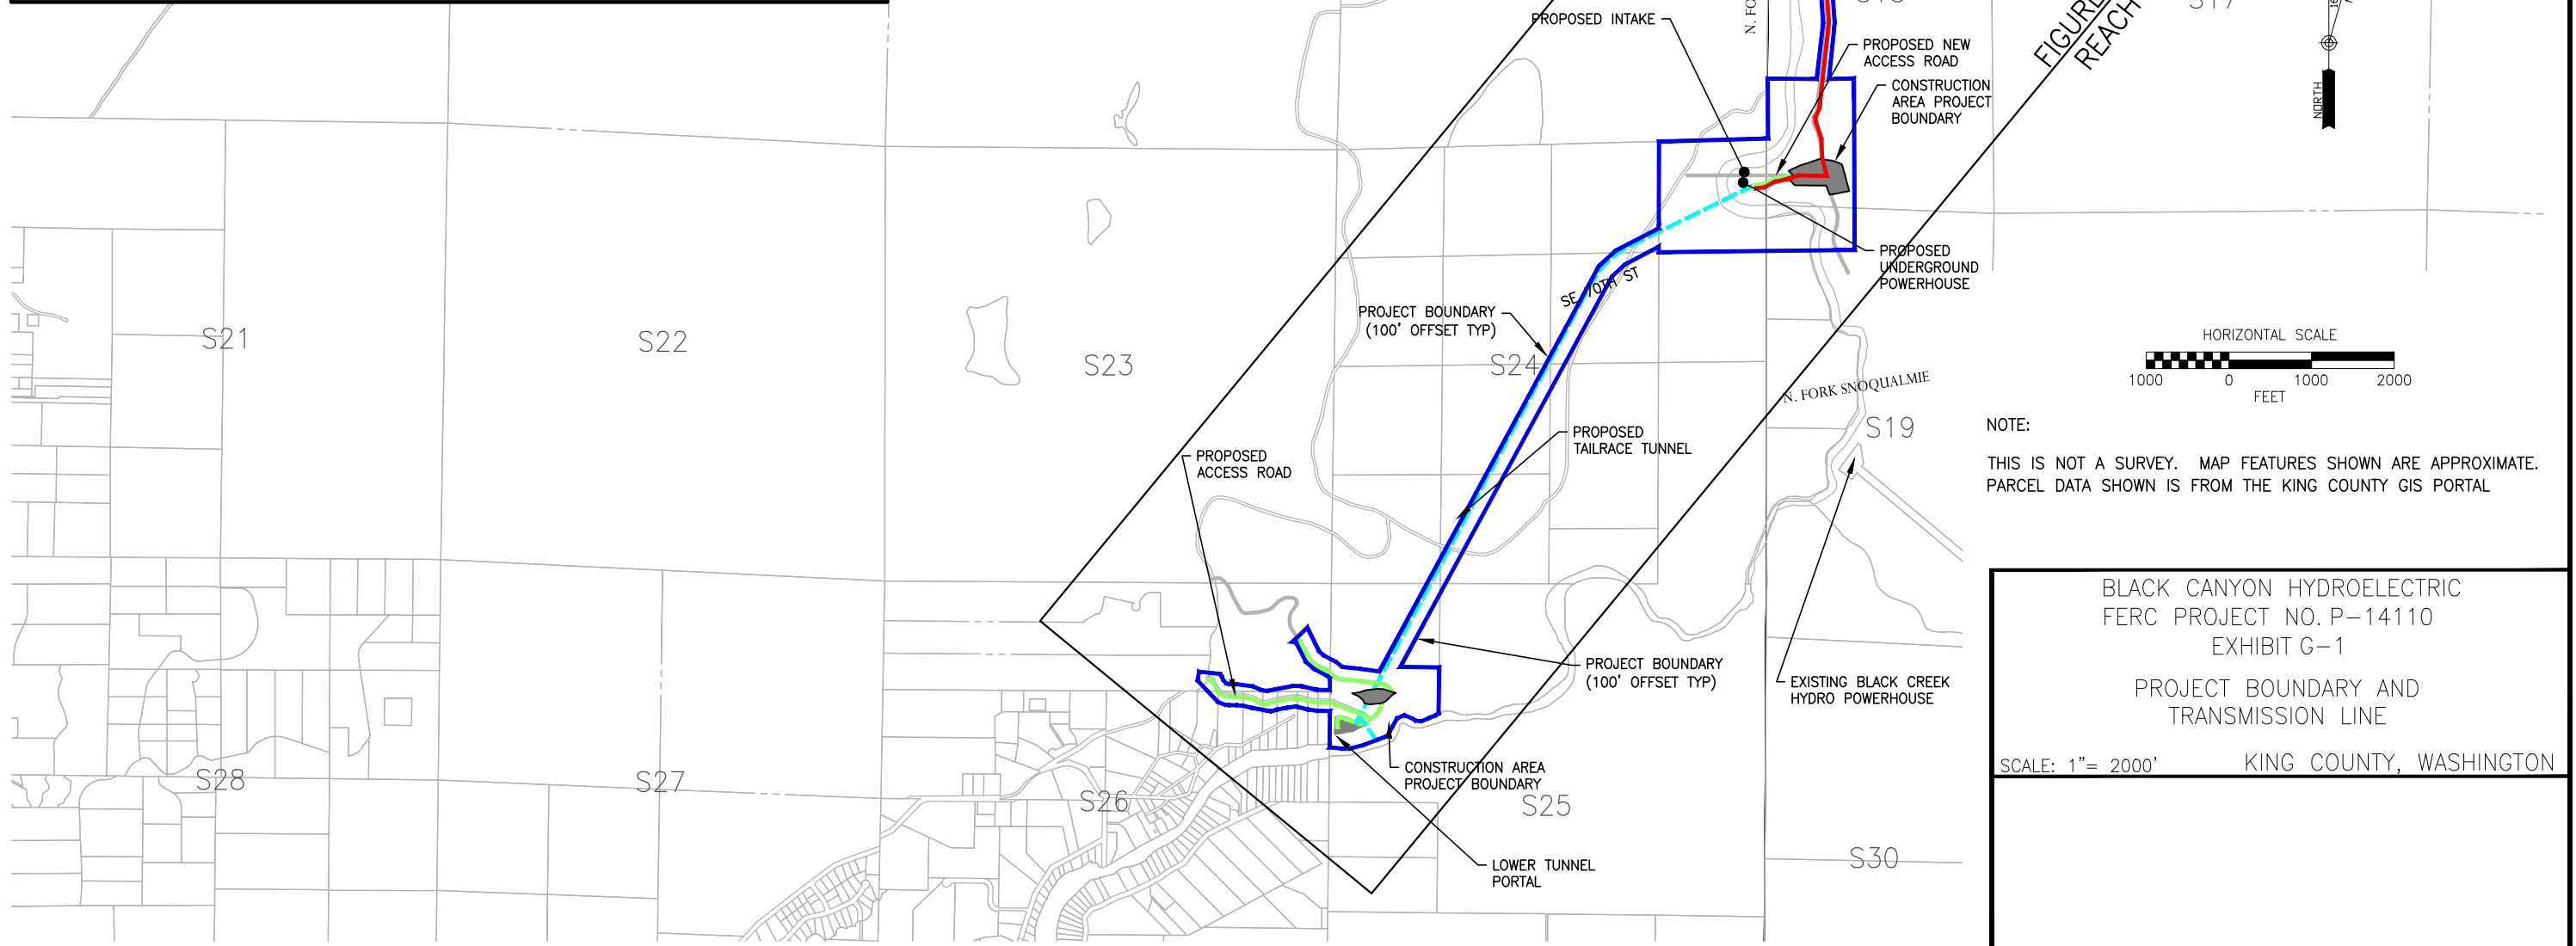 PROPOSED INTAKE
N. FO
S17
FIGURE
REACH
PROPOSED NEW
ACCESS ROAD
CONSTRUCTION
AREA PROJECT
BOUNDARY
NORTH
PROPOSED
UNDERGROUND
POWERHOUSE
SE 70TH ST
PROJECT BOUNDARY
(100' OFFSET TYP)
S21
S22
S23
S24
HORIZONTAL SCALE
1000 0 1000 2000
FEET
N. FORK SNOQUALMIE
S19
NOTE:
THIS IS NOT A SURVEY. MAP FEATURES SHOWN ARE APPROXIMATE.
PARCEL DATA SHOWN IS FROM THE KING COUNTY GIS PORTAL
PROPOSED
TAILRACE TUNNEL
PROPOSED
ACCESS ROAD
PROJECT BOUNDARY
(100' OFFSET TYP)
EXISTING BLACK CREEK
HYDRO POWERHOUSE
BLACK CANYON HYDROELECTRIC
FERC PROJECT NO. P-14110
EXHIBIT G-1
PROJECT BOUNDARY AND
TRANSMISSION LINE
SCALE: 1"= 2000' KING COUNTY, WASHINGTON
CONSTRUCTION AREA
PROJECT BOUNDARY
S28
S27
S26
S25
S30
LOWER TUNNEL
PORTAL